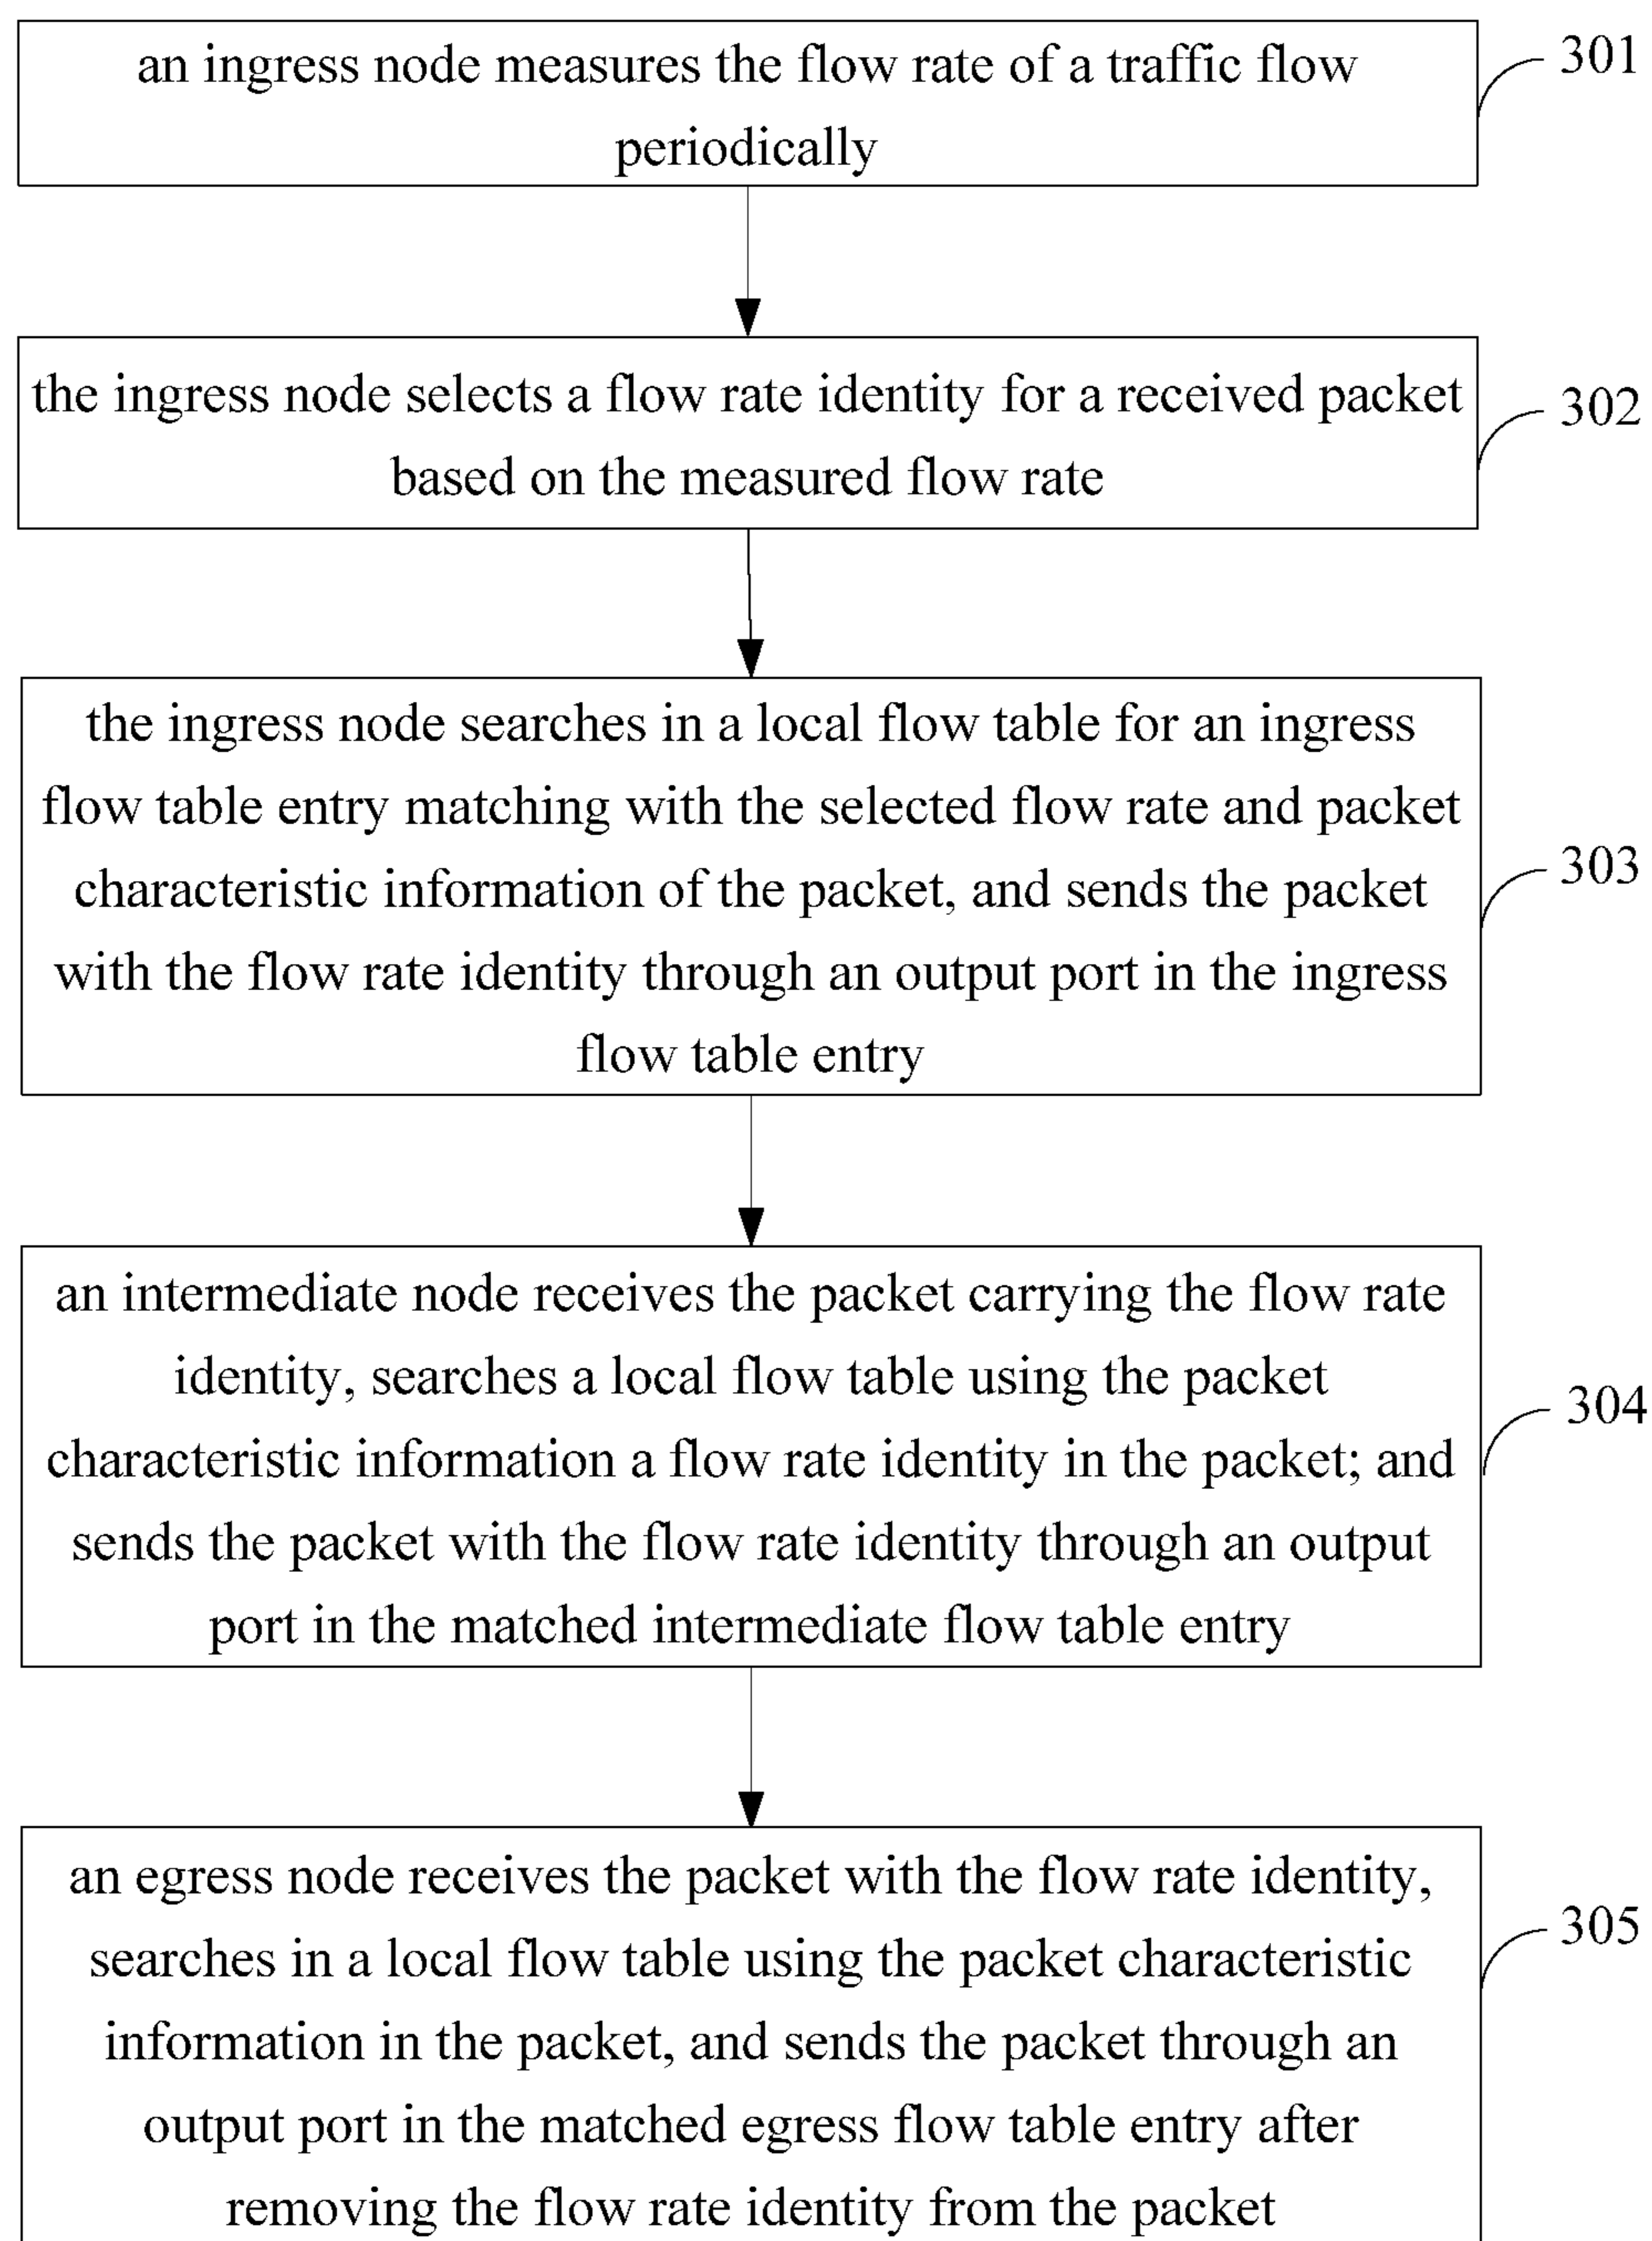 an ingress node measures the flow rate of a traffic flow
periodically
301
the ingress node selects a flow rate identity for a received packet
based on the measured flow rate
302
the ingress node searches in a local flow table for an ingress
flow table entry matching with the selected flow rate and packet
characteristic information of the packet, and sends the packet
with the flow rate identity through an output port in the ingress
flow table entry
303
an intermediate node receives the packet carrying the flow rate
identity, searches a local flow table using the packet
characteristic information a flow rate identity in the packet; and
sends the packet with the flow rate identity through an output
port in the matched intermediate flow table entry
304
an egress node receives the packet with the flow rate identity,
searches in a local flow table using the packet characteristic
information in the packet, and sends the packet through an
output port in the matched egress flow table entry after
removing the flow rate identity from the packet
305